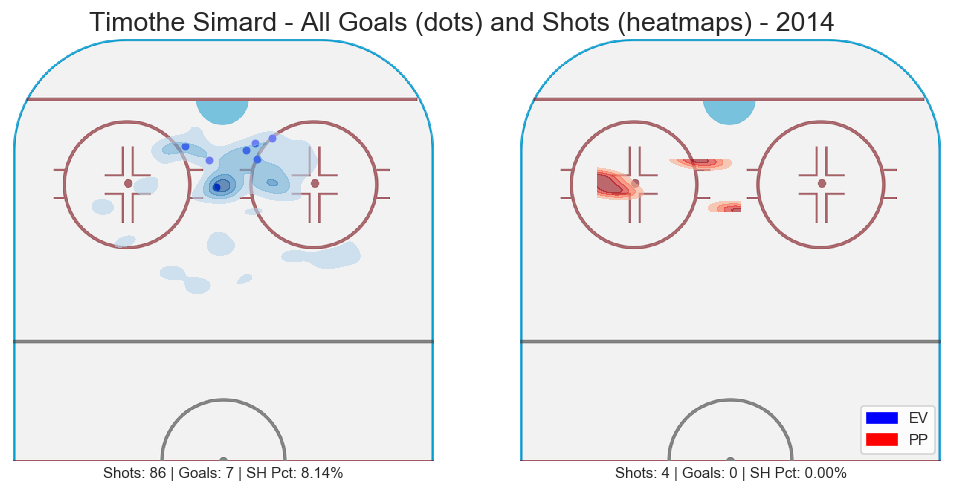 Timothe Simard - All Goals (dots) and Shots (heatmaps) - 2014
EV
PP
Shots: 86 | Goals: 7 | SH Pct: 8.14%
Shots: 4 | Goals: 0 | SH Pct: 0.00%